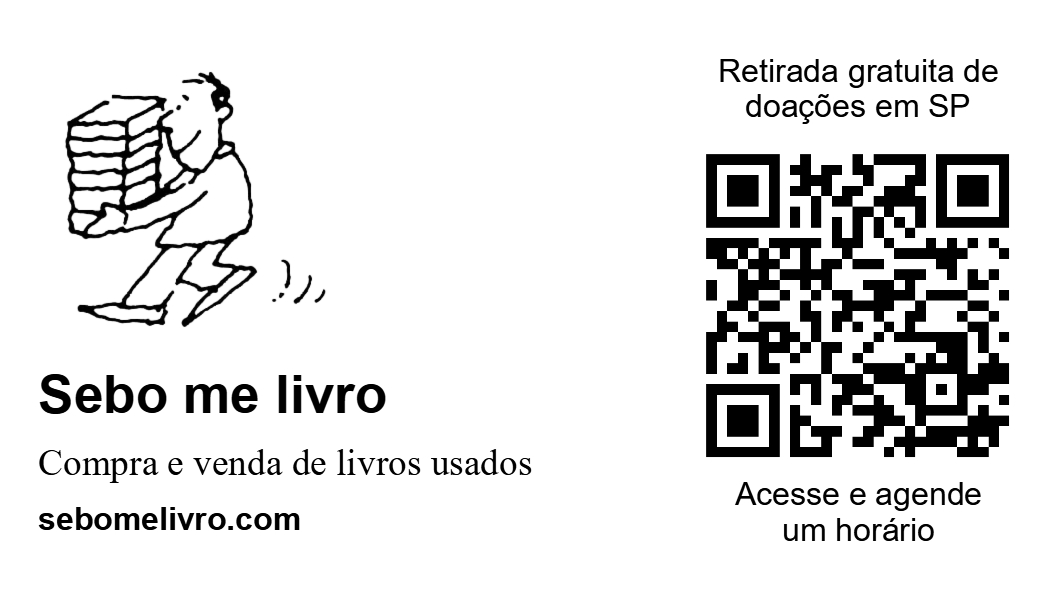 Sebo me livro
Compra e venda de livros usados
sebomelivro.com
Retirada gratuita de
doações em SP
Acesse e agende
um horário